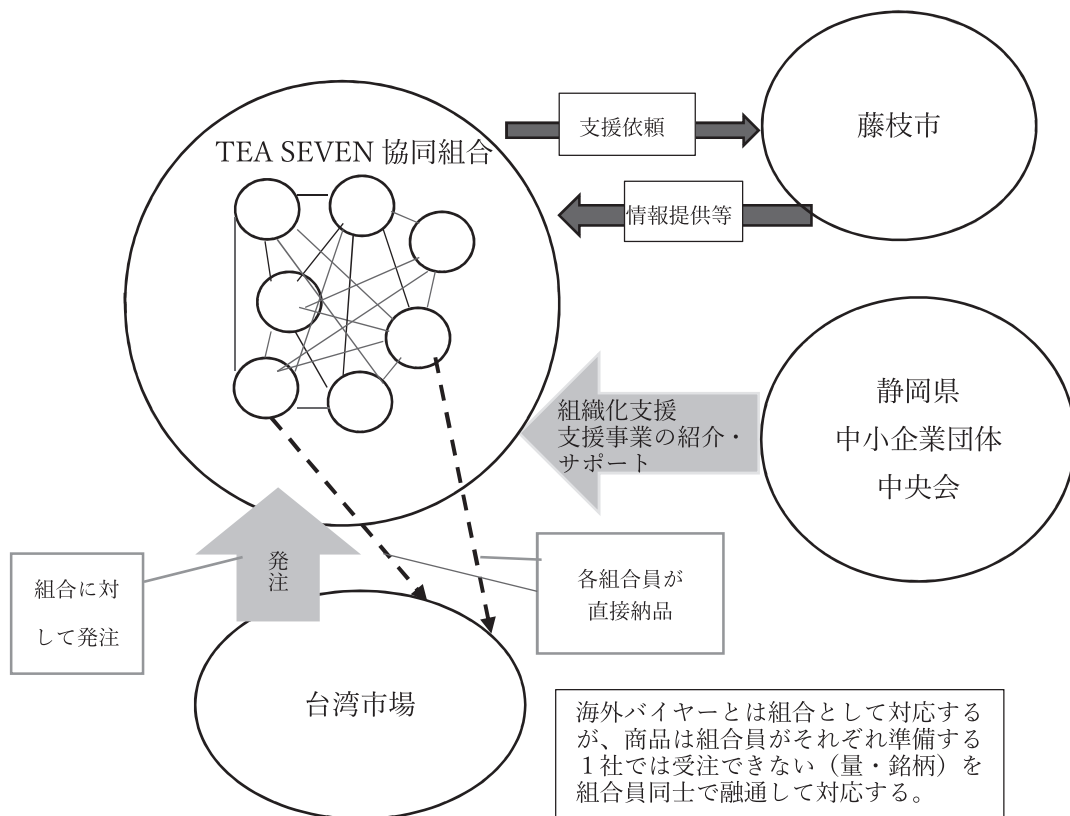 TEA SEVEN 協同組合
支援依頼
藤枝市
情報提供等
組織化支援
支援事業の紹介・
サポート
静岡県
中小企業団体
中央会
発
注
組合に対
して発注
各組合員が
直接納品
台湾市場
海外バイヤーとは組合として対応する
が、商品は組合員がそれぞれ準備する
１社では受注できない（量・銘柄）を
組合員同士で融通して対応する。